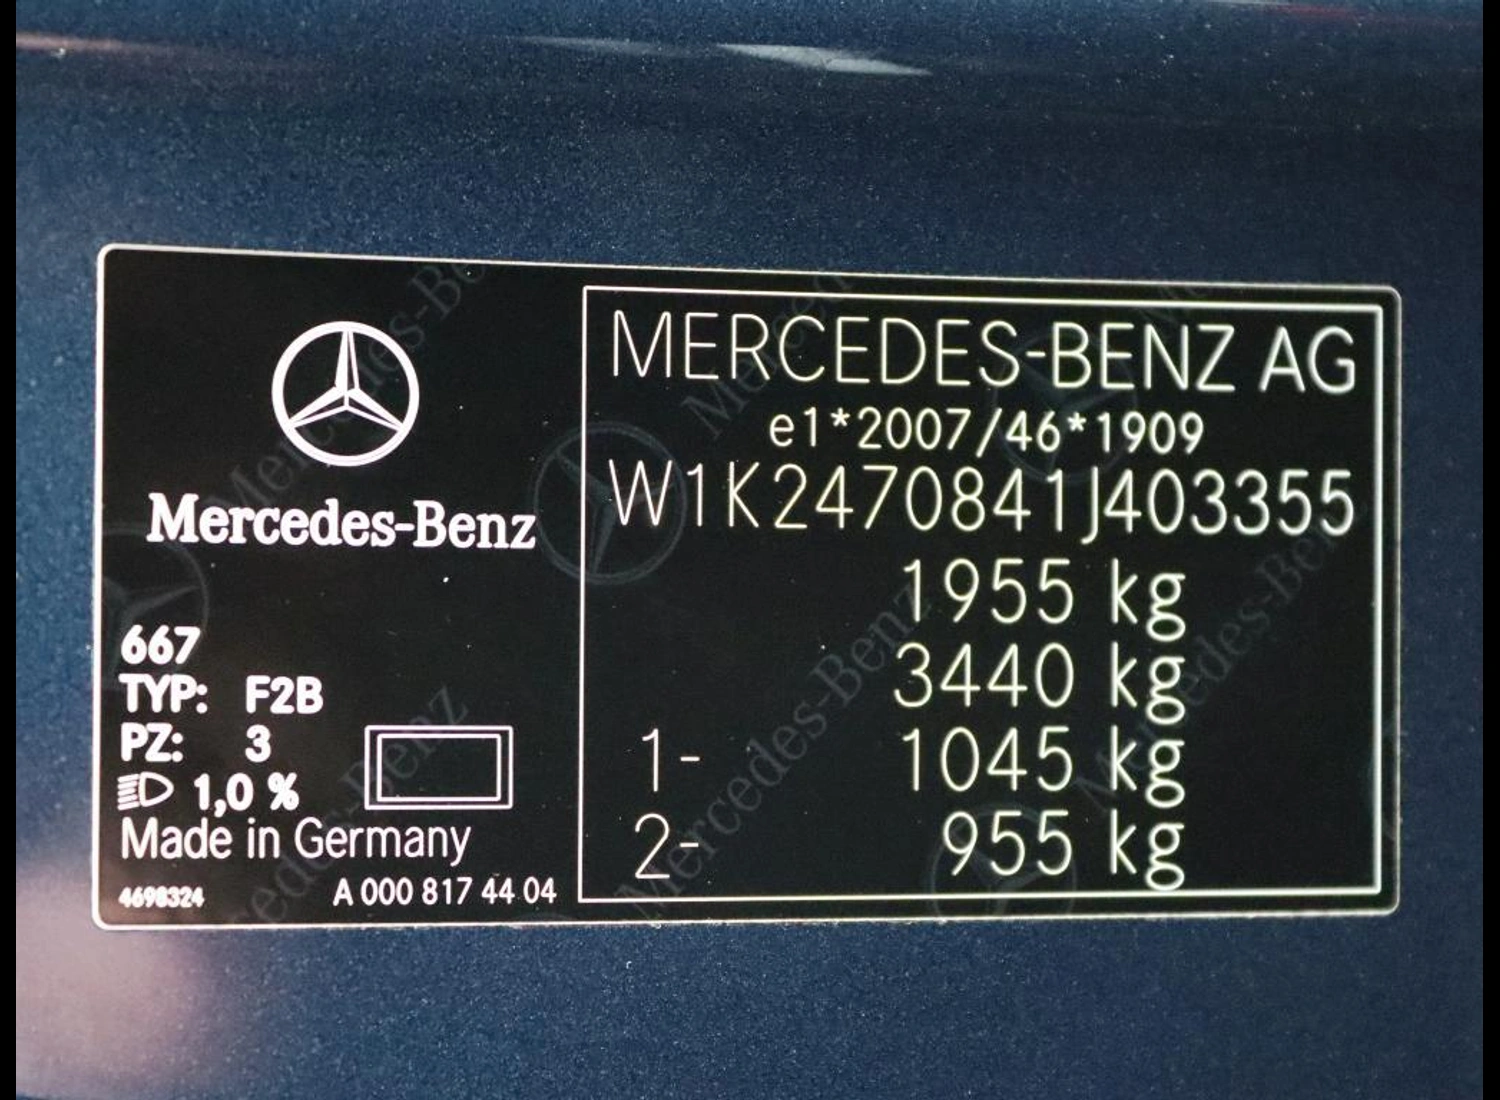 Mercedes-Benz
667
TYP: F2B
PZ: 3
1,0 %
Made in Germany
4698324 A 000 817 44 04
MERCEDES-BENZ AG
e1*2007/46*1909
W1K2470841J403355
1955 kg
3440 kg
1- 1045 kg
2- 955 kg